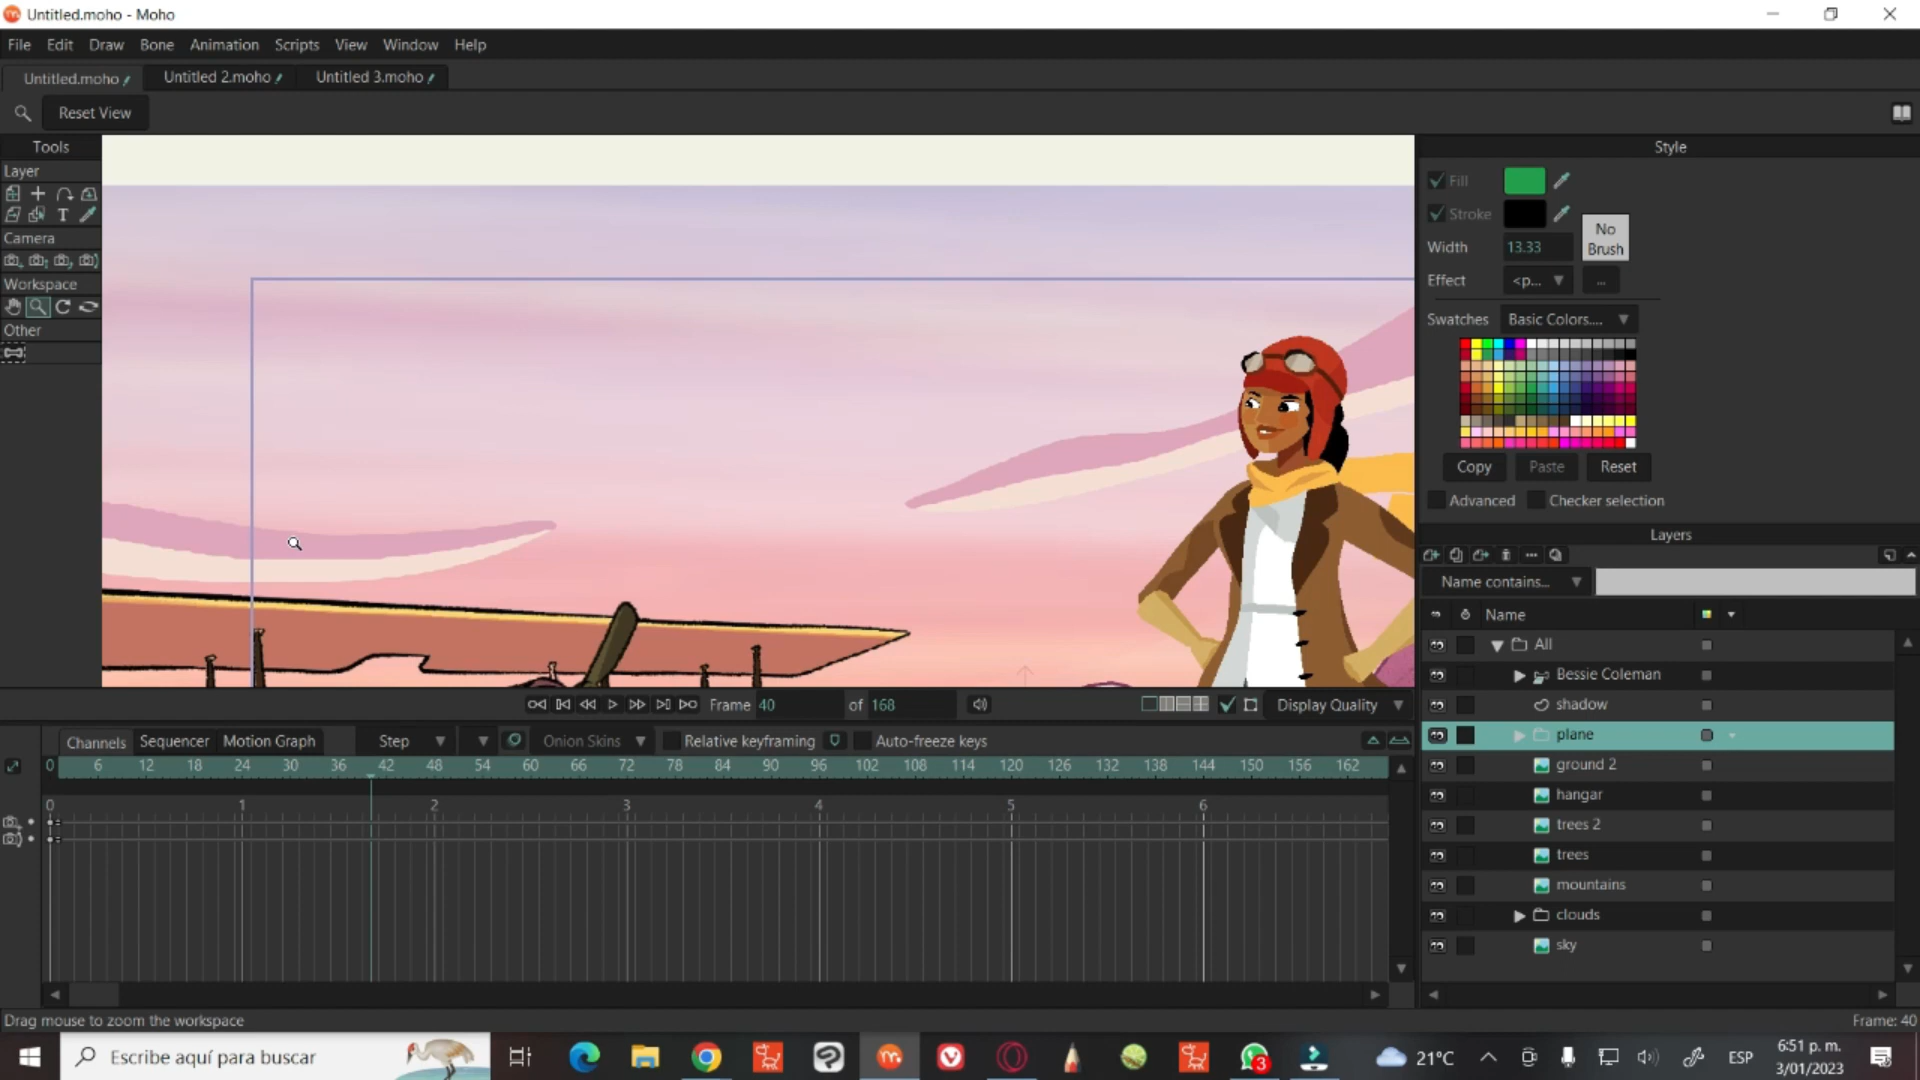 Untitled.moho - Moho
File Edit Draw Bone Animation Scripts View Window Help
Untitled.moho Untitled 2.moho Untitled 3.moho
Reset View
Tools
Layer
T
Camera
Workspace
Other
Style
Fill
Stroke
No Brush
Width 13.33
Effect <p... ...
Swatches Basic Colors....
Copy Paste Reset
Advanced Checker selection
Layers
Name contains...
Name
All
Bessie Coleman
shadow
plane
ground 2
hangar
trees 2
trees
mountains
clouds
sky
Frame 40 of 168 Display Quality
Channels Sequencer Motion Graph Step Onion Skins Relative keyframing Auto-freeze keys
0 6 12 18 24 30 36 42 48 54 60 66 72 78 84 90 96 102 108 114 120 126 132 138 144 150 156 162
0 1 2 3 4 5 6
Drag mouse to zoom the workspace
Frame: 40
Escribe aquí para buscar
3
21°C
ESP
6:51 p. m.
3/01/2023